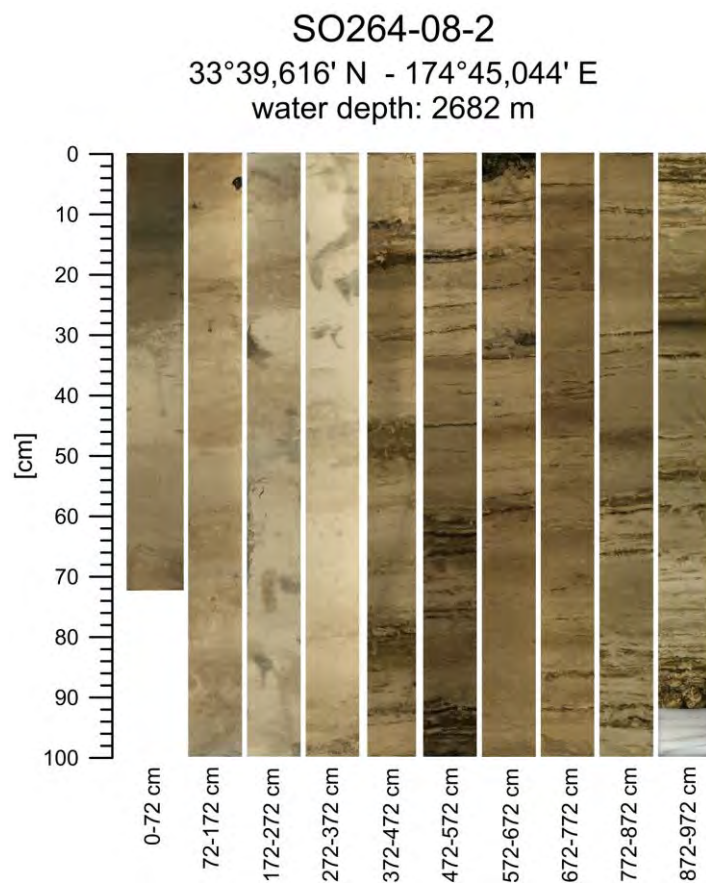 SO264-08-2
33°39,616' N - 174°45,044' E
water depth: 2682 m
0
10
20
30
40
50
60
70
80
90
100
[cm]
0-72 cm
72-172 cm
172-272 cm
272-372 cm
372-472 cm
472-572 cm
572-672 cm
672-772 cm
772-872 cm
872-972 cm